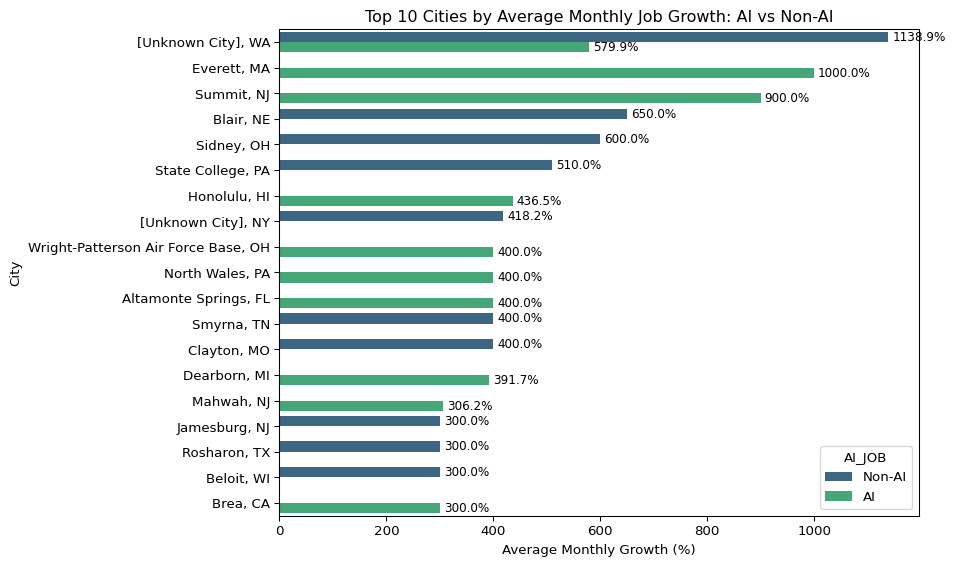 Top 10 Cities by Average Monthly Job Growth: AI vs Non-AI
City
[Unknown City], WA
1138.9%
579.9%
Everett, MA
1000.0%
Summit, NJ
900.0%
Blair, NE
650.0%
Sidney, OH
600.0%
State College, PA
510.0%
Honolulu, HI
436.5%
[Unknown City], NY
418.2%
Wright-Patterson Air Force Base, OH
400.0%
North Wales, PA
400.0%
Altamonte Springs, FL
400.0%
Smyrna, TN
400.0%
Clayton, MO
400.0%
Dearborn, MI
391.7%
Mahwah, NJ
306.2%
Jamesburg, NJ
300.0%
Rosharon, TX
300.0%
Beloit, WI
300.0%
Brea, CA
300.0%
AI_JOB
Non-AI
AI
0 200 400 600 800 1000
Average Monthly Growth (%)